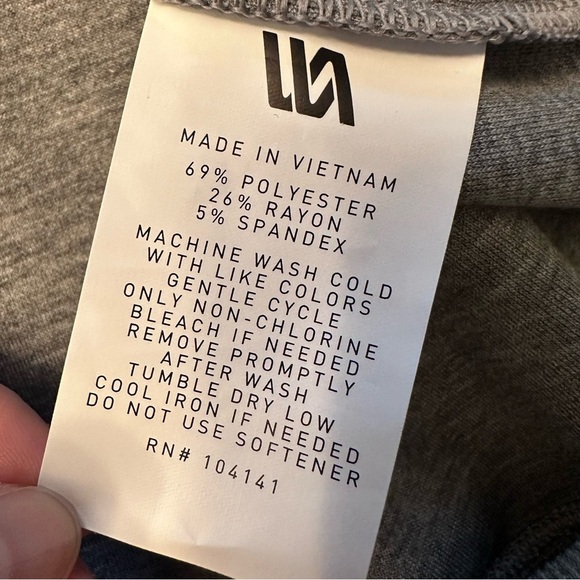 MADE IN VIETNAM
69% POLYESTER
26% RAYON
5% SPANDEX
MACHINE WASH COLD
WITH LIKE COLORS
GENTLE CYCLE
ONLY NON-CHLORINE
BLEACH IF NEEDED
REMOVE PROMPTLY
AFTER WASH
TUMBLE DRY LOW
COOL IRON IF NEEDED
DO NOT USE SOFTENER
RN# 104141